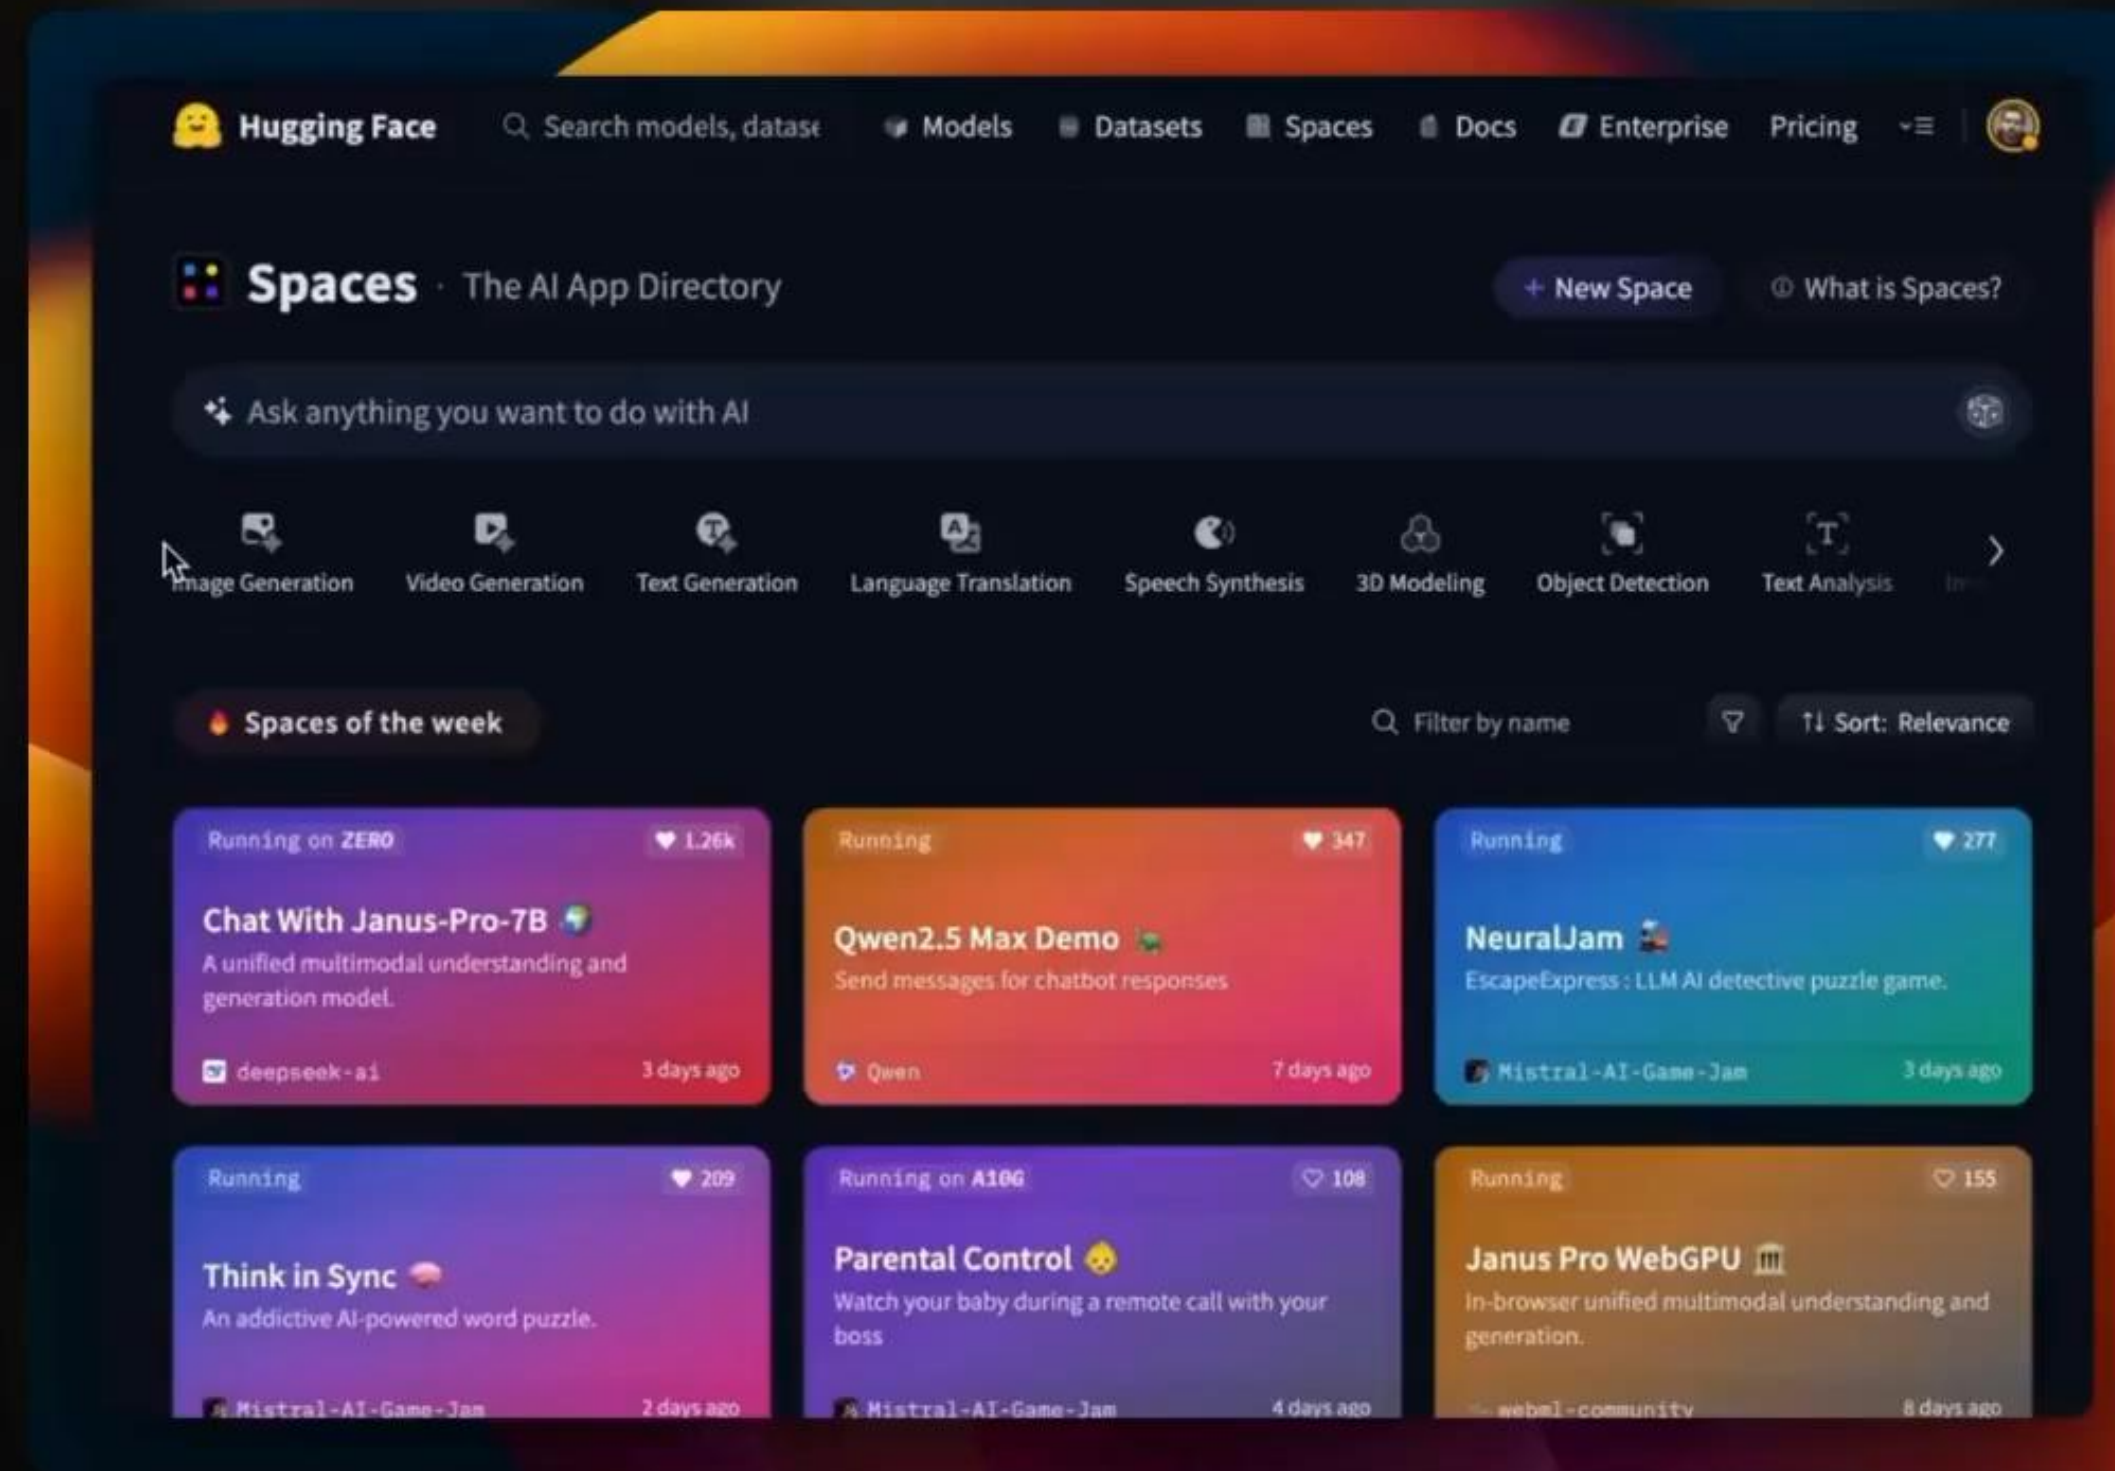 Hugging Face
Search models, datase
Models
Datasets
Spaces
Docs
Enterprise
Pricing
Spaces · The AI App Directory
+ New Space
What is Spaces?
Ask anything you want to do with AI
Image Generation
Video Generation
Text Generation
Language Translation
Speech Synthesis
3D Modeling
Object Detection
Text Analysis
Spaces of the week
Filter by name
Sort: Relevance
Running on ZERO
1.26k
Chat With Janus-Pro-7B
A unified multimodal understanding and
generation model.
deepseek-ai
3 days ago
Running
347
Qwen2.5 Max Demo
Send messages for chatbot responses
Qwen
7 days ago
Running
277
NeuralJam
EscapeExpress : LLM AI detective puzzle game.
Mistral-AI-Game-Jam
3 days ago
Running
209
Think in Sync
An addictive AI-powered word puzzle.
Mistral-AI-Game-Jam
2 days ago
Running on A10G
108
Parental Control
Watch your baby during a remote call with your
boss
Mistral-AI-Game-Jam
4 days ago
Running
155
Janus Pro WebGPU
In-browser unified multimodal understanding and
generation.
webml-community
8 days ago